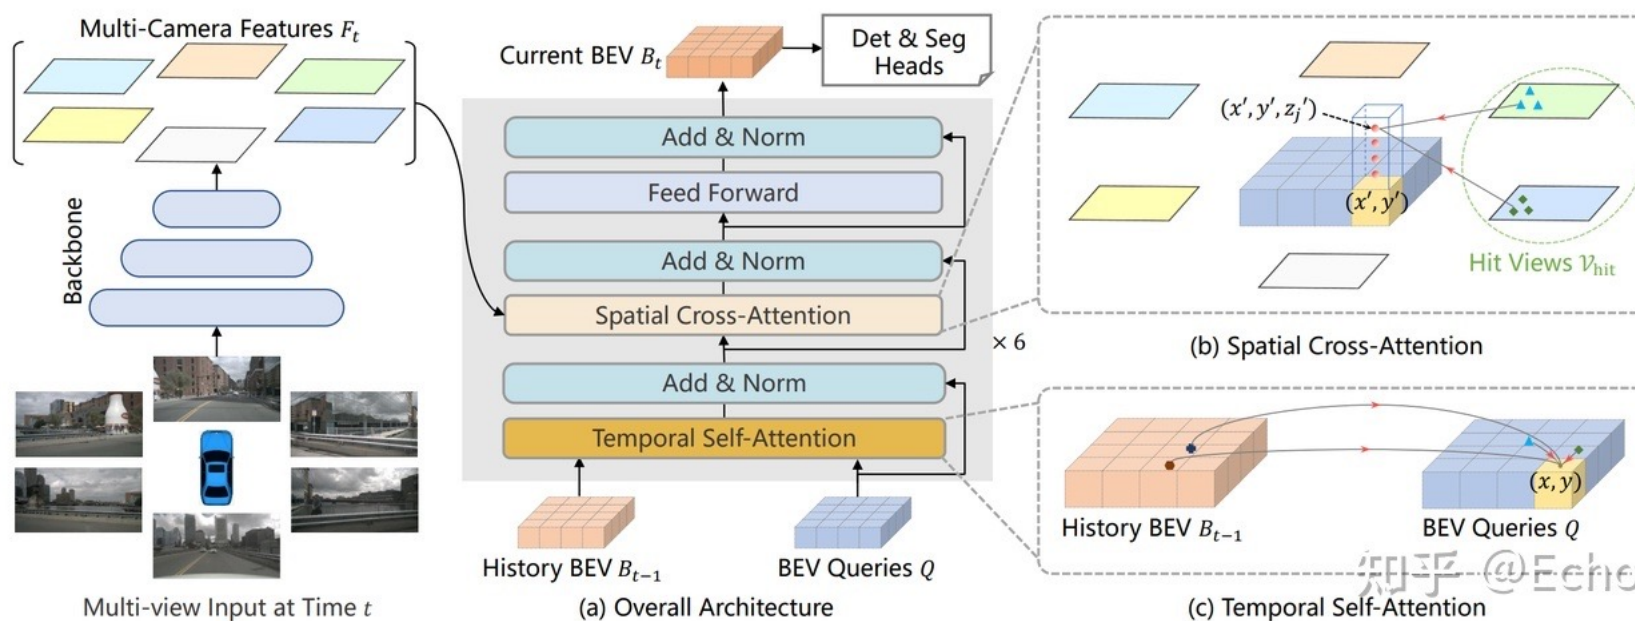 Multi-Camera Features F_t
Backbone
Multi-view Input at Time t
Current BEV B_t
Det & Seg
Heads
Add & Norm
Feed Forward
Add & Norm
Spatial Cross-Attention
× 6
Add & Norm
Temporal Self-Attention
History BEV B_{t−1}
BEV Queries Q
(a) Overall Architecture
(x′, y′, z_j′)
(x′, y′)
Hit Views 𝒱_hit
(b) Spatial Cross-Attention
(x, y)
History BEV B_{t−1}
BEV Queries Q
(c) Temporal Self-Attention
知乎 @Echo